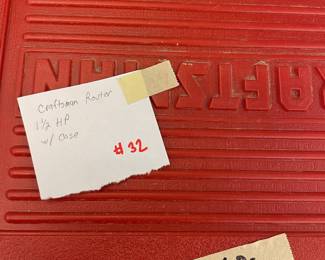 Craftsman Router
1 1/2 HP
w/ Case
#32
CRAFTSMAN